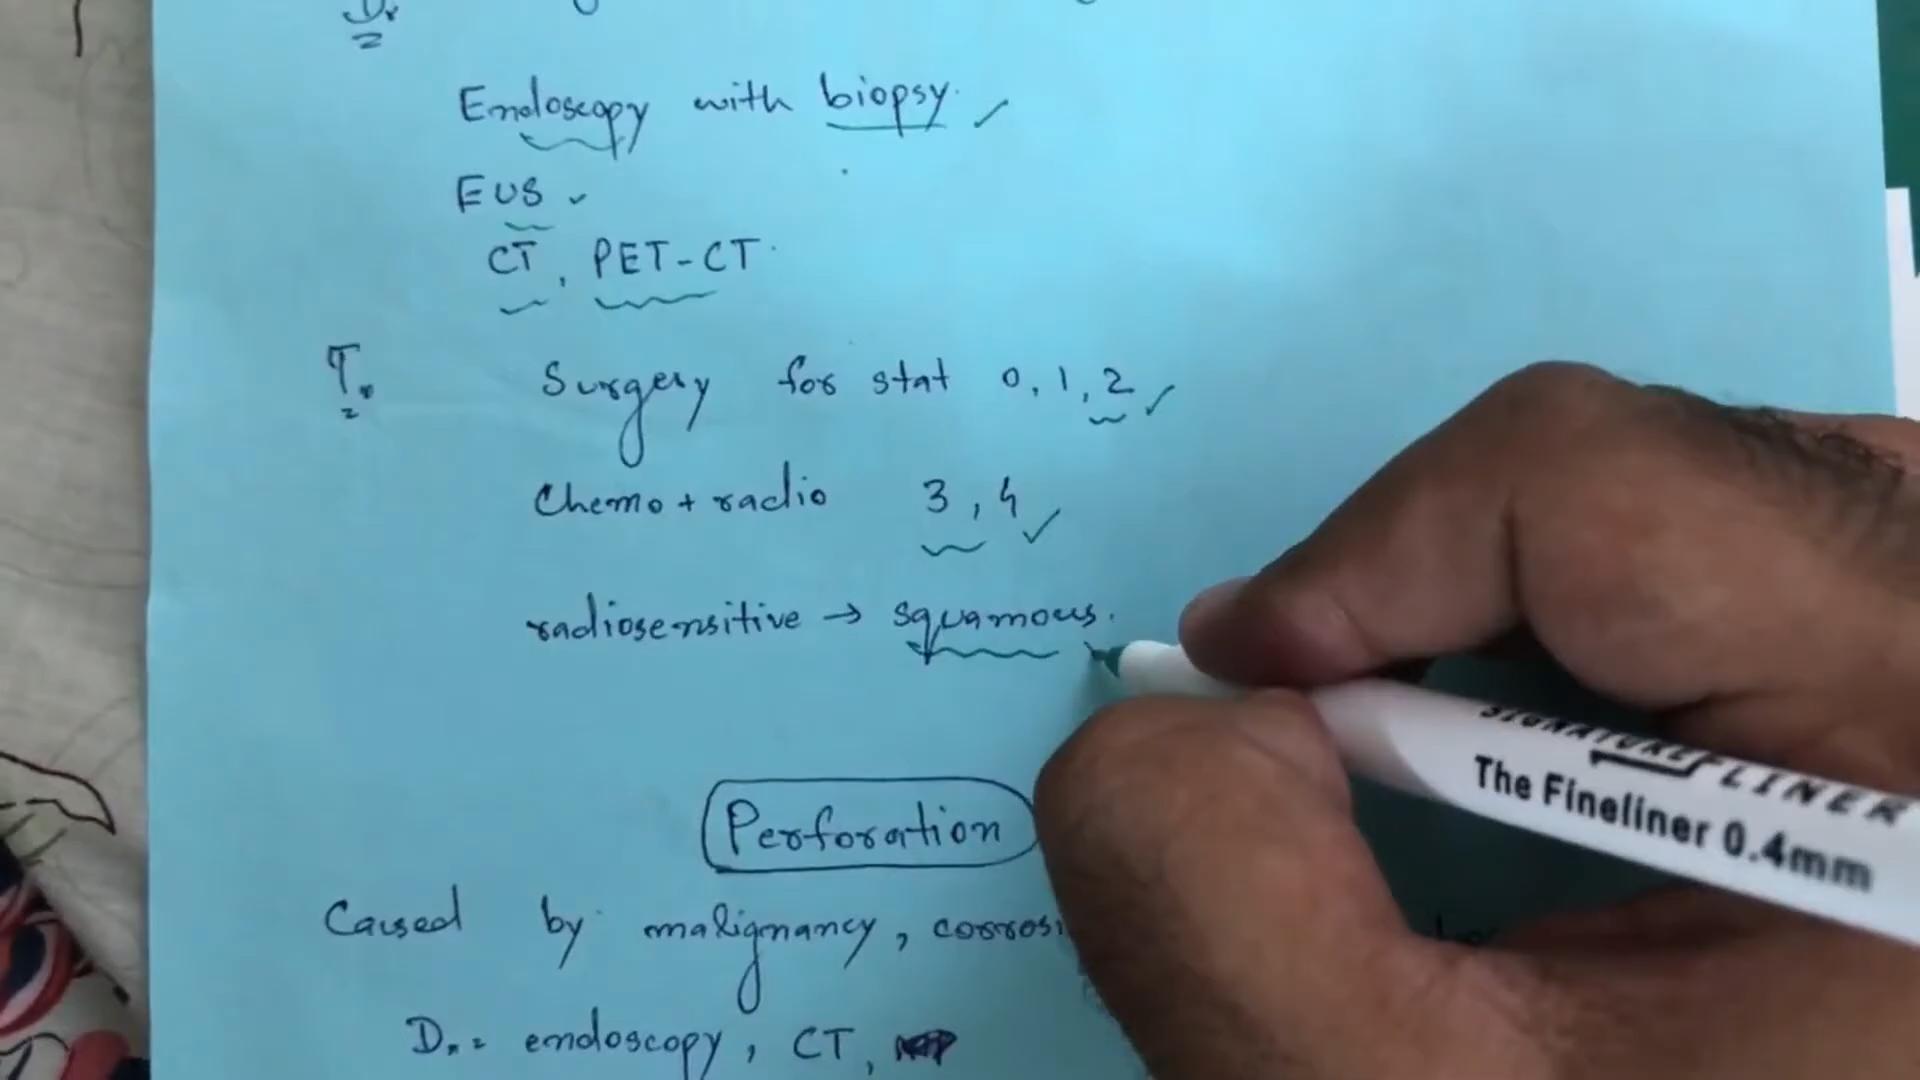 Dx
Endoscopy with biopsy.
EUS
CT, PET-CT.
Tx Surgery for stat 0, 1, 2
Chemo + radio 3, 4
radiosensitive → squamous.
Perforation
Caused by malignancy, corrosi
Dx = endoscopy, CT,
SIGNATURE FLINER
The Fineliner 0.4mm